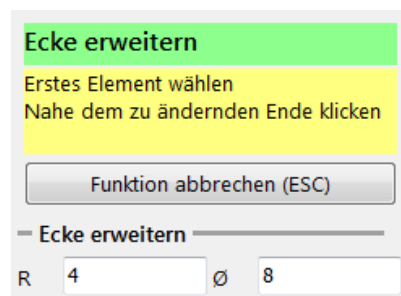 Ecke erweitern
Erstes Element wählen
Nahe dem zu ändernden Ende klicken
Funktion abbrechen (ESC)
Ecke erweitern
R 4 Ø 8